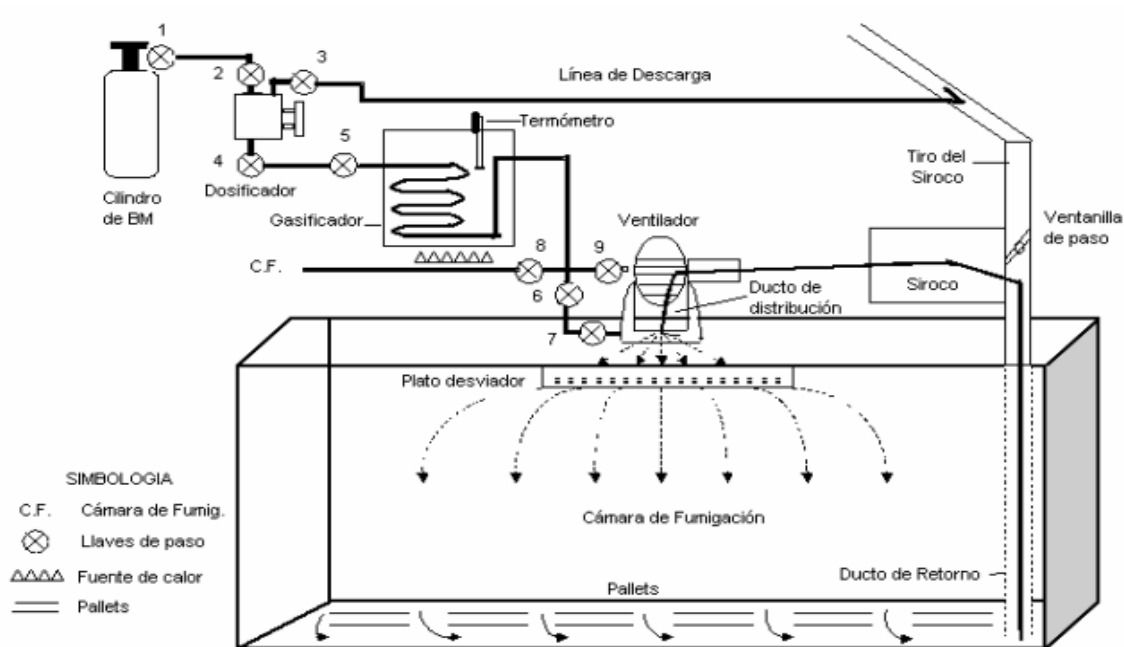 1
2
3
Línea de Descarga
Termómetro
4
5
Dosificador
Cilindro
de BM
Gasificador
Tiro del
Siroco
Ventilador
Ventanilla
de paso
C.F.
8
9
6
7
Siroco
Ducto de
distribución
Plato desviador
SIMBOLOGIA
C.F. Cámara de Fumig.
Llaves de paso
Fuente de calor
Pallets
Cámara de Fumigación
Ducto de Retorno
Pallets